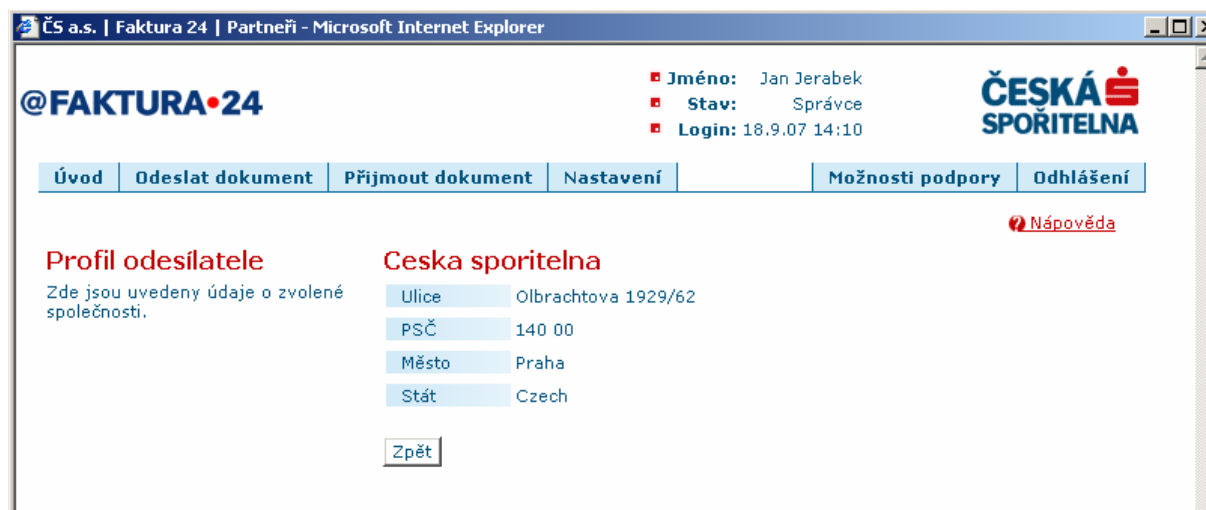 ČS a.s. | Faktura 24 | Partneři - Microsoft Internet Explorer
@FAKTURA•24
Jméno: Jan Jerabek
Stav: Správce
Login: 18.9.07 14:10
ČESKÁ
SPOŘITELNA
Úvod Odeslat dokument Přijmout dokument Nastavení Možnosti podpory Odhlášení
Nápověda
Profil odesílatele
Zde jsou uvedeny údaje o zvolené
společnosti.
Ceska sporitelna
Ulice Olbrachtova 1929/62
PSČ 140 00
Město Praha
Stát Czech
Zpět